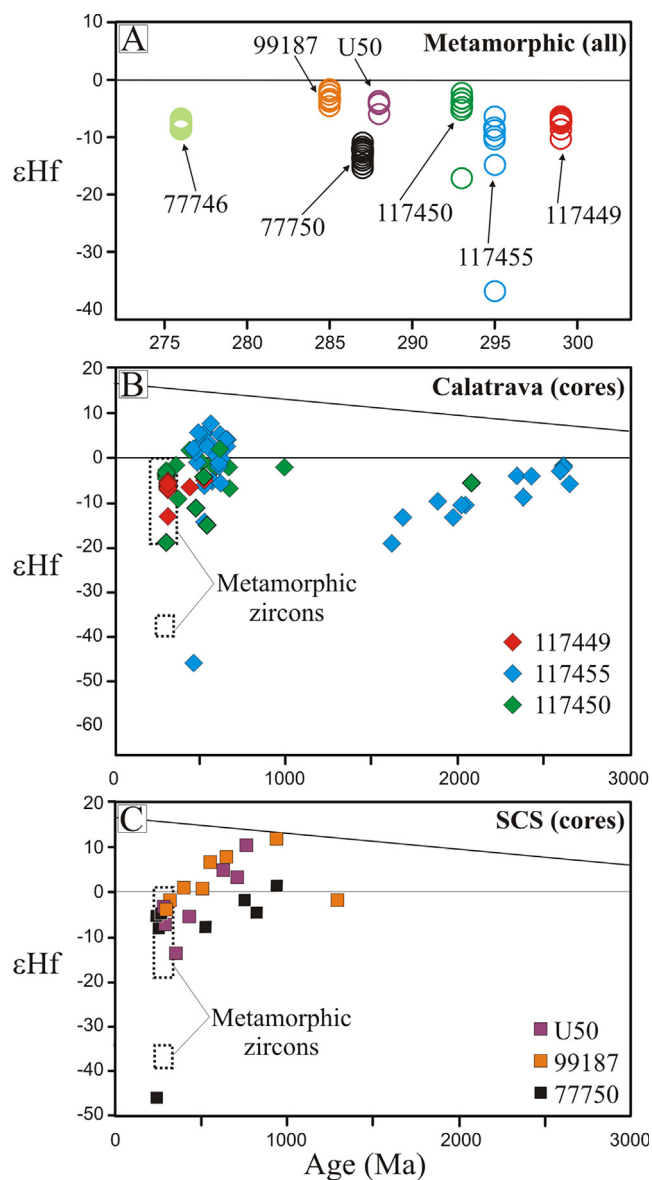 A
Metamorphic (all)
99187
U50
77746
77750
117450
117455
117449
εHf
0
-10
-20
-30
-40
275
280
285
290
295
300
B
Calatrava (cores)
20
10
0
-10
-20
-30
-40
-50
-60
εHf
Metamorphic
zircons
117449
117455
117450
0
1000
2000
3000
C
SCS (cores)
20
10
0
-10
-20
-30
-40
-50
εHf
Metamorphic
zircons
U50
99187
77750
0
1000
2000
3000
Age (Ma)